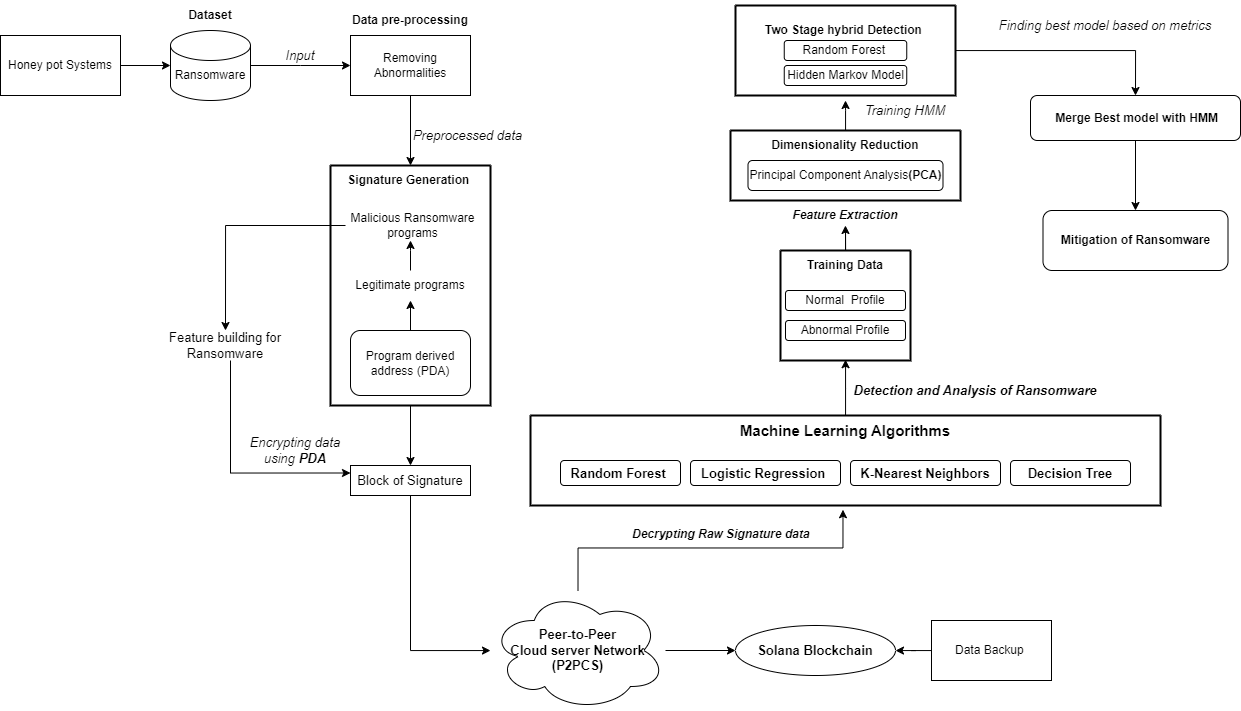 Dataset
Data pre-processing
Honey pot Systems
Ransomware
Input
Removing
Abnormalities
Preprocessed data
Signature Generation
Malicious Ransomware
programs
Legitimate programs
Program derived
address (PDA)
Feature building for
Ransomware
Encrypting data
using PDA
Block of Signature
Peer-to-Peer
Cloud server Network
(P2PCS)
Solana Blockchain
Data Backup
Decrypting Raw Signature data
Machine Learning Algorithms
Random Forest
Logistic Regression
K-Nearest Neighbors
Decision Tree
Detection and Analysis of Ransomware
Training Data
Normal  Profile
Abnormal Profile
Feature Extraction
Dimensionality Reduction
Principal Component Analysis(PCA)
Training HMM
Two Stage hybrid Detection
Random Forest
Hidden Markov Model
Finding best model based on metrics
Merge Best model with HMM
Mitigation of Ransomware